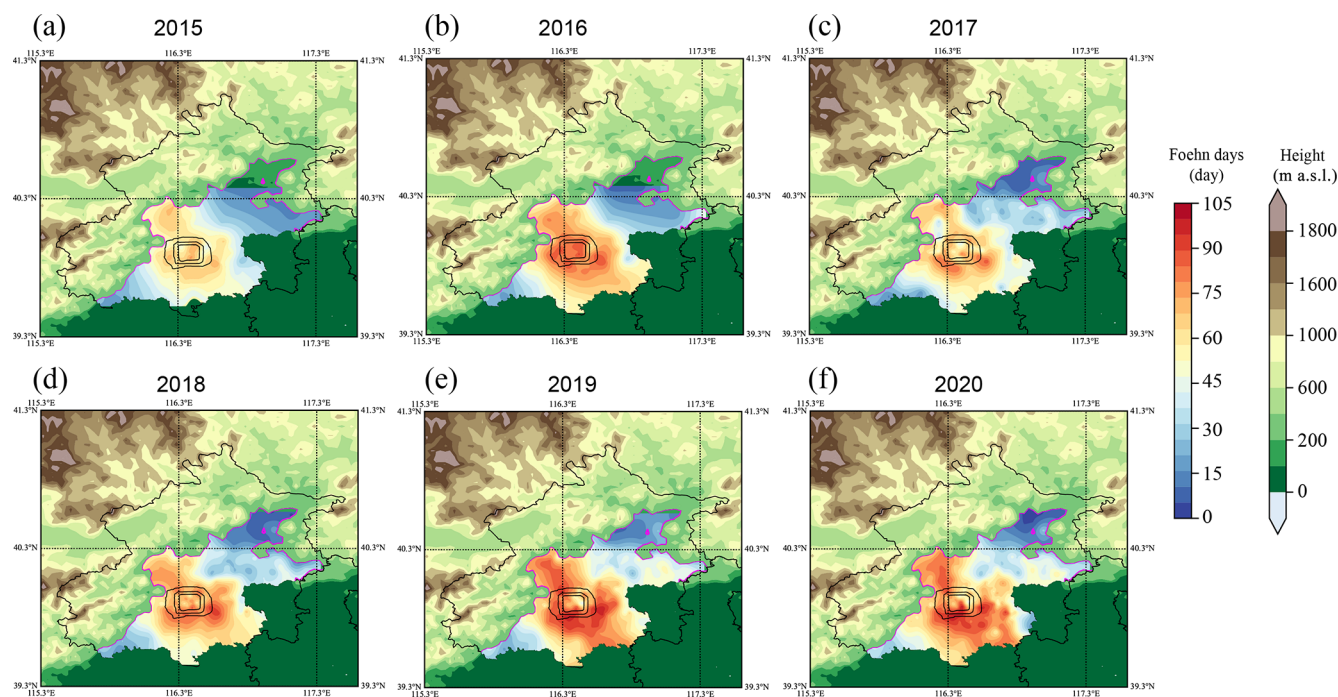 (a) 2015
115.3°E 116.3°E 117.3°E
41.3°N 41.3°N
40.3°N 40.3°N
39.3°N 39.3°N
115.3°E 116.3°E 117.3°E
(b) 2016
115.3°E 116.3°E 117.3°E
41.3°N 41.3°N
40.3°N 40.3°N
39.3°N 39.3°N
115.3°E 116.3°E 117.3°E
(c) 2017
115.3°E 116.3°E 117.3°E
41.3°N 41.3°N
40.3°N 40.3°N
39.3°N 39.3°N
115.3°E 116.3°E 117.3°E
(d) 2018
115.3°E 116.3°E 117.3°E
41.3°N 41.3°N
40.3°N 40.3°N
39.3°N 39.3°N
115.3°E 116.3°E 117.3°E
(e) 2019
115.3°E 116.3°E 117.3°E
41.3°N 41.3°N
40.3°N 40.3°N
39.3°N 39.3°N
115.3°E 116.3°E 117.3°E
(f) 2020
115.3°E 116.3°E 117.3°E
41.3°N 41.3°N
40.3°N 40.3°N
39.3°N 39.3°N
115.3°E 116.3°E 117.3°E
Foehn days
(day)
105
90
75
60
45
30
15
0
Height
(m a.s.l.)
1800
1600
1000
600
200
0